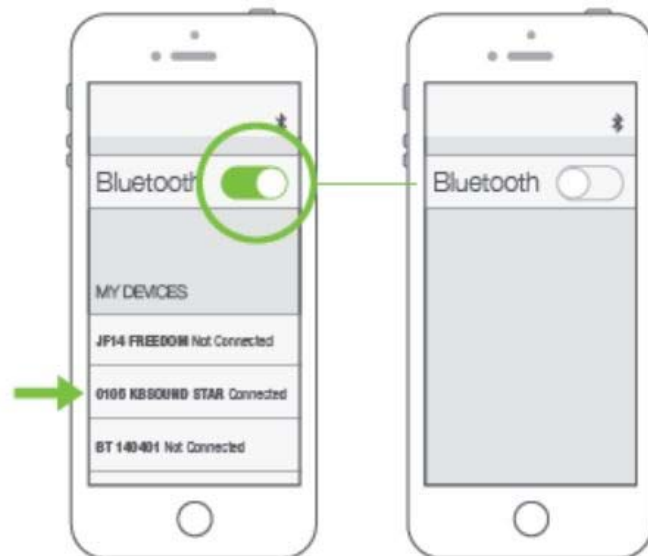 Bluetooth
MY DEVICES
JF14 FREEDOM Not Connected
0105 KBSOUND STAR Connected
BT 140401 Not Connected
Bluetooth